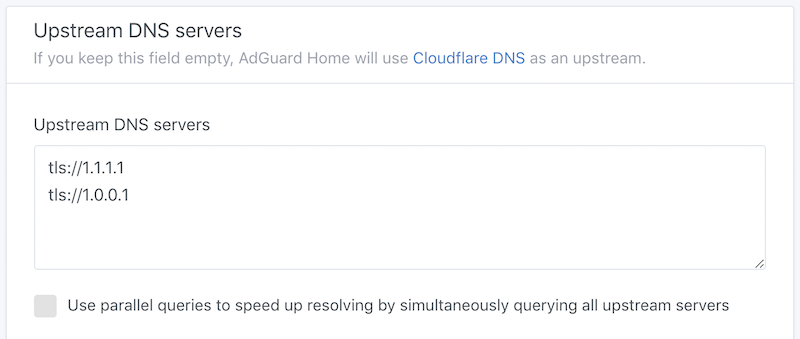 Upstream DNS servers
If you keep this field empty, AdGuard Home will use Cloudflare DNS as an upstream.
Upstream DNS servers
tls://1.1.1.1
tls://1.0.0.1
Use parallel queries to speed up resolving by simultaneously querying all upstream servers